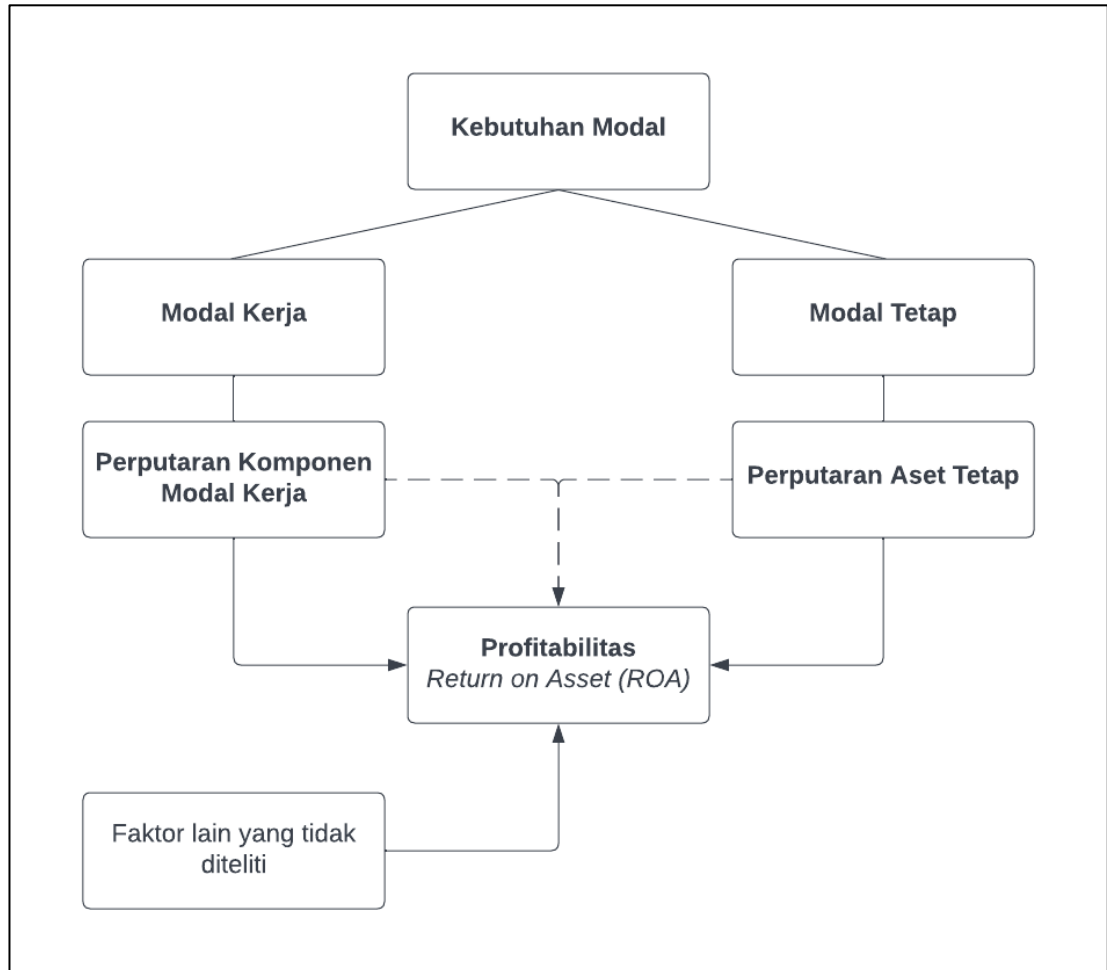 Kebutuhan Modal
Modal Kerja
Modal Tetap
Perputaran Komponen
Modal Kerja
Perputaran Aset Tetap
Profitabilitas
Return on Asset (ROA)
Faktor lain yang tidak
diteliti